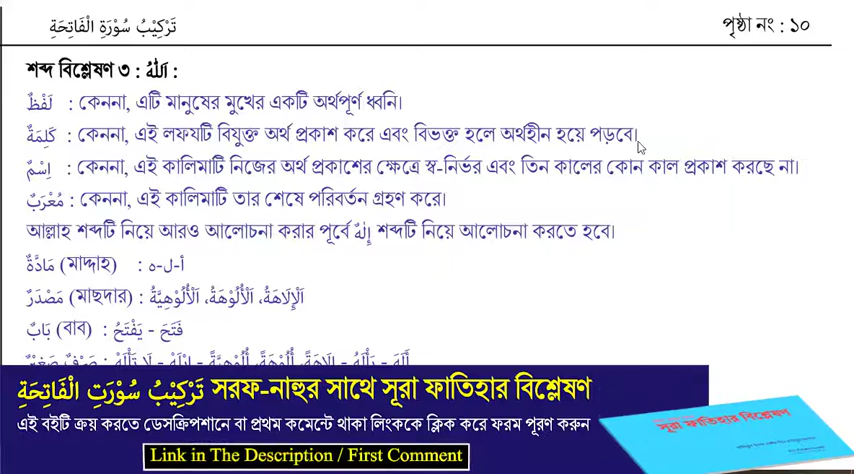 تَرْكِيْبُ سُوْرَةِ الْفَاتِحَةِ পৃষ্ঠা নং : ১০
শব্দ বিশ্লেষণ ৩ : اَللّٰهُ :
لَفْظٌ : কেননা, এটি মানুষের মুখের একটি অর্থপূর্ণ ধ্বনি।
كَلِمَةٌ : কেননা, এই লফযটি বিযুক্ত অর্থ প্রকাশ করে এবং বিভক্ত হলে অর্থহীন হয়ে পড়বে।
اِسْمٌ : কেননা, এই কালিমাটি নিজের অর্থ প্রকাশের ক্ষেত্রে স্ব-নির্ভর এবং তিন কালের কোন কাল প্রকাশ করছে না।
مُعْرَبٌ : কেননা, এই কালিমাটি তার শেষে পরিবর্তন গ্রহণ করে।
আল্লাহ শব্দটি নিয়ে আরও আলোচনা করার পূর্বে إِلٰهٌ শব্দটি নিয়ে আলোচনা করতে হবে।
مَادَّةٌ (মাদ্দাহ) : أ-ل-ه
مَصْدَرٌ (মাছদার) : اَلْإِلَاهَةُ، اَلْأُلُوْهَةُ، اَلْأُلُوْهِيَّةُ
بَابٌ (বাব) : فَتَحَ - يَفْتَحُ
صَرْفٌ صَغِيْرٌ : أَلَهَ - يَأْلَهُ - إِلَاهَةً، أُلُوْهَةً، أُلُوْهِيَّةً - اِئْلَهْ - لَا تَأْلَهْ
تَرْكِيْبُ سُوْرَتِ الْفَاتِحَةِ সরফ-নাহুর সাথে সূরা ফাতিহার বিশ্লেষণ
এই বইটি ক্রয় করতে ডেসক্রিপশানে বা প্রথম কমেন্টে থাকা লিংককে ক্লিক করে ফরম পূরণ করুন
Link in The Description / First Comment
সূরা ফাতিহার বিশ্লেষণ